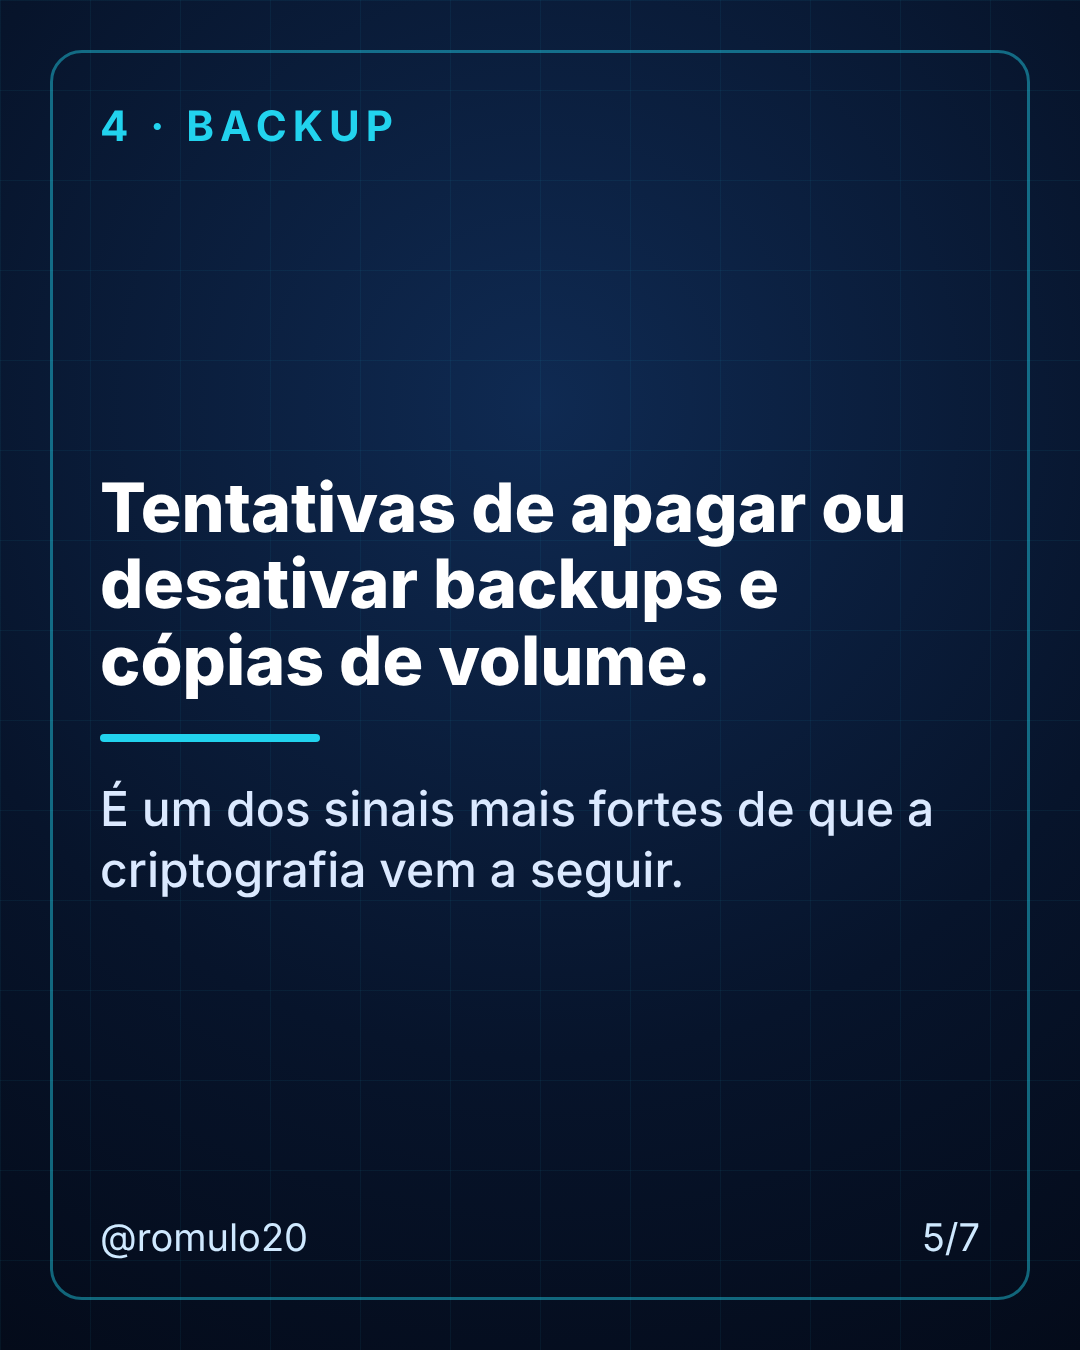 4 · BACKUP
Tentativas de apagar ou
desativar backups e
cópias de volume.
É um dos sinais mais fortes de que a
criptografia vem a seguir.
@romulo20
5/7